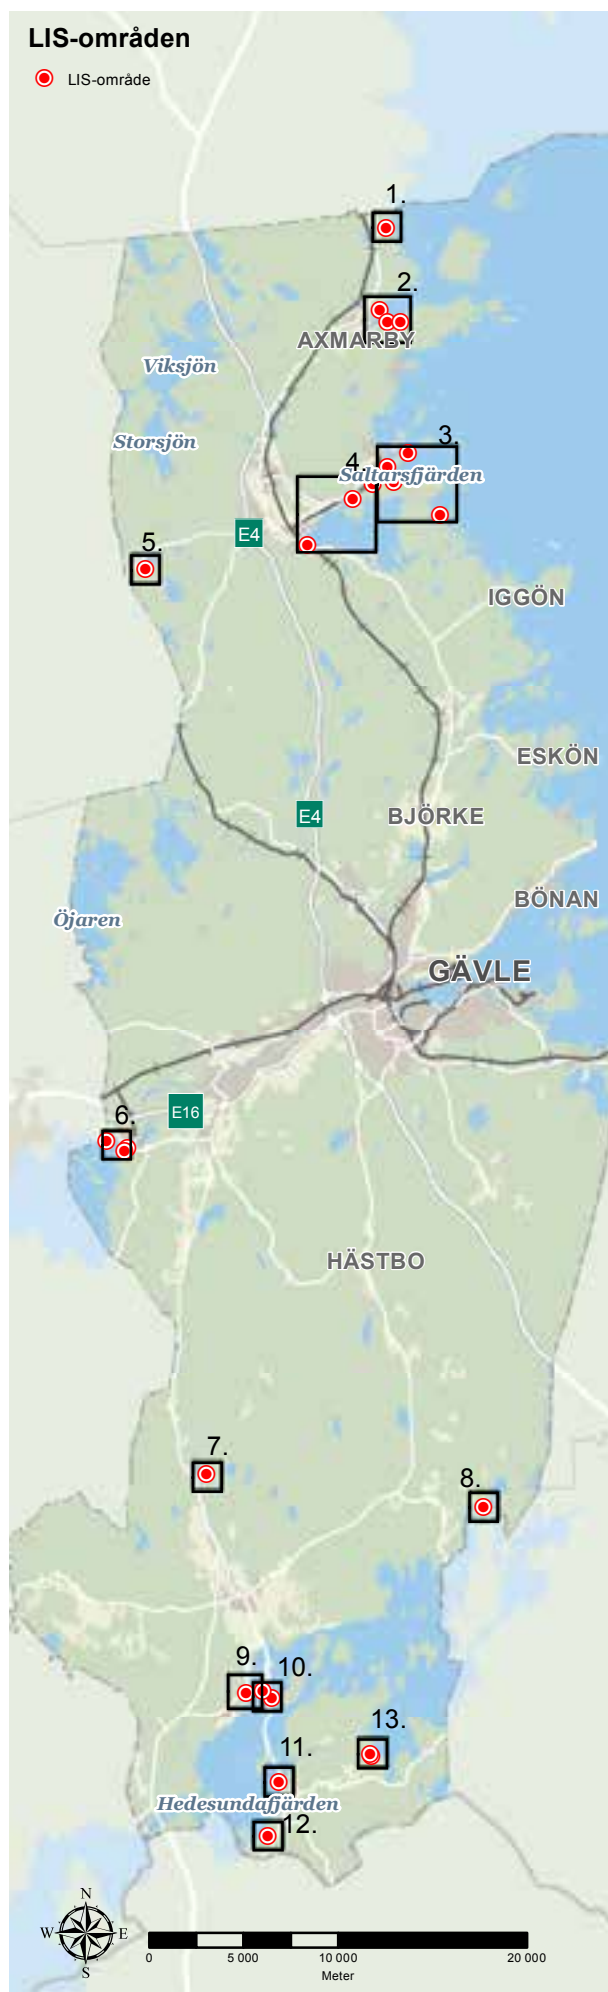 LIS-områden
LIS-område
1.
2.
AXMARBY
Viksjön
3.
Storsjön
4.
Saltarsfjärden
E4
5.
IGGÖN
ESKÖN
E4
BJÖRKE
BÖNAN
Öjaren
GÄVLE
E16
6.
HÄSTBO
7.
8.
9.
10.
13.
11.
Hedesundafjärden
12.
N
W E
S
0 5 000 10 000 20 000
Meter